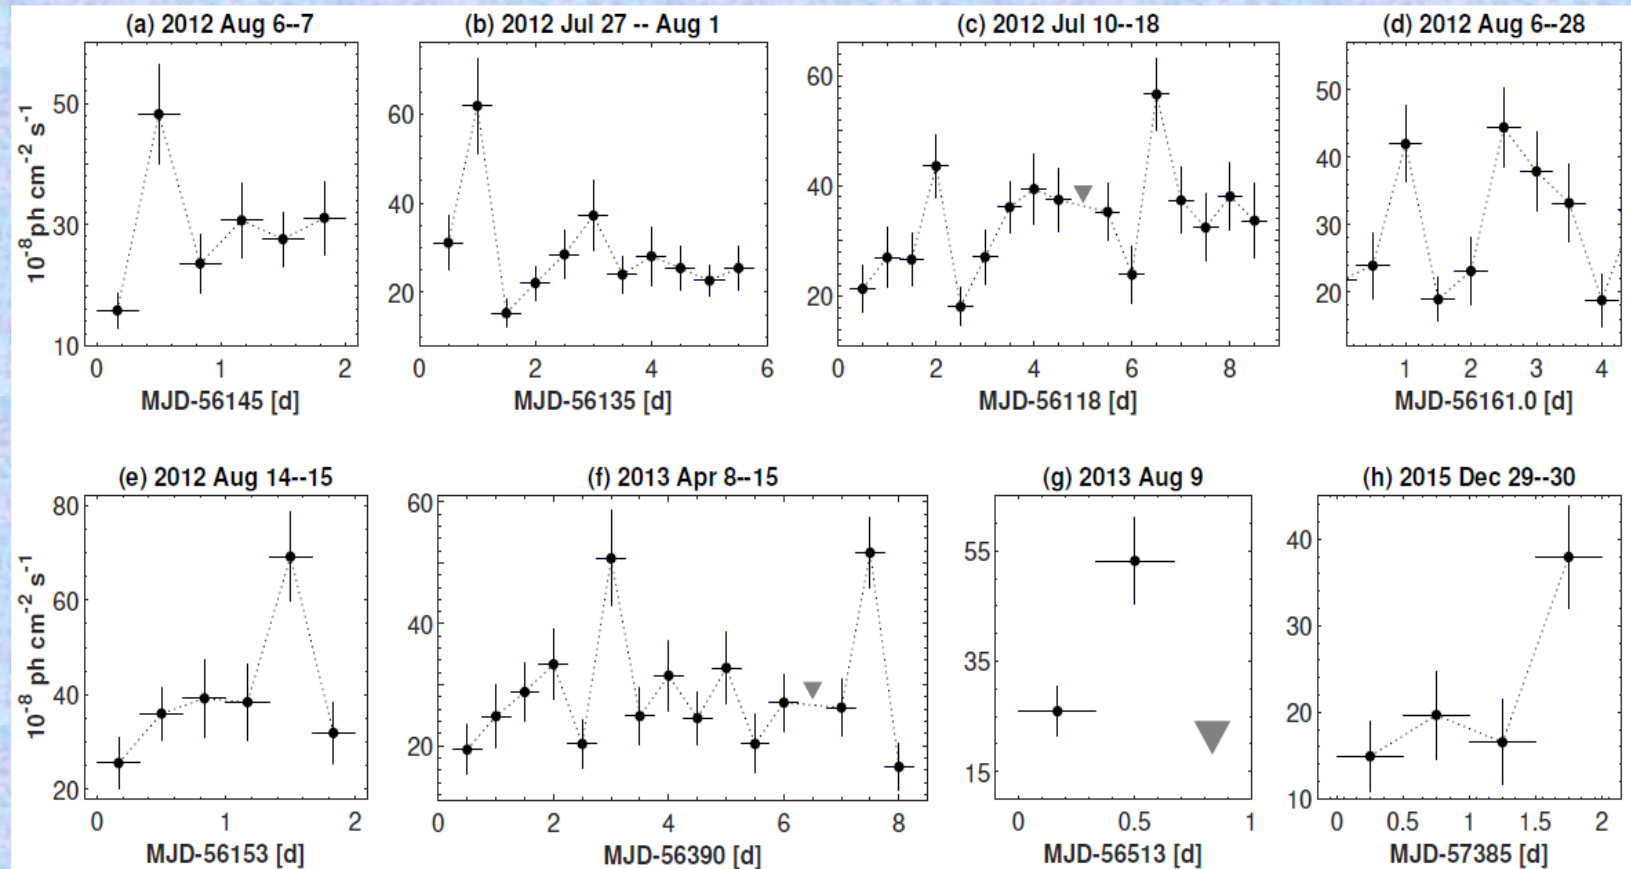 (a) 2012 Aug 6--7
(b) 2012 Jul 27 -- Aug 1
(c) 2012 Jul 10--18
(d) 2012 Aug 6--28
10⁻⁸ ph cm⁻² s⁻¹
50
30
10
0 1 2
MJD-56145 [d]
60
40
20
0 2 4 6
MJD-56135 [d]
60
40
20
0 2 4 6 8
MJD-56118 [d]
50
40
30
20
1 2 3 4
MJD-56161.0 [d]
(e) 2012 Aug 14--15
(f) 2013 Apr 8--15
(g) 2013 Aug 9
(h) 2015 Dec 29--30
10⁻⁸ ph cm⁻² s⁻¹
80
60
40
20
0 1 2
MJD-56153 [d]
60
40
20
0 2 4 6 8
MJD-56390 [d]
55
35
15
0 0.5 1
MJD-56513 [d]
40
30
20
10
0 0.5 1 1.5 2
MJD-57385 [d]